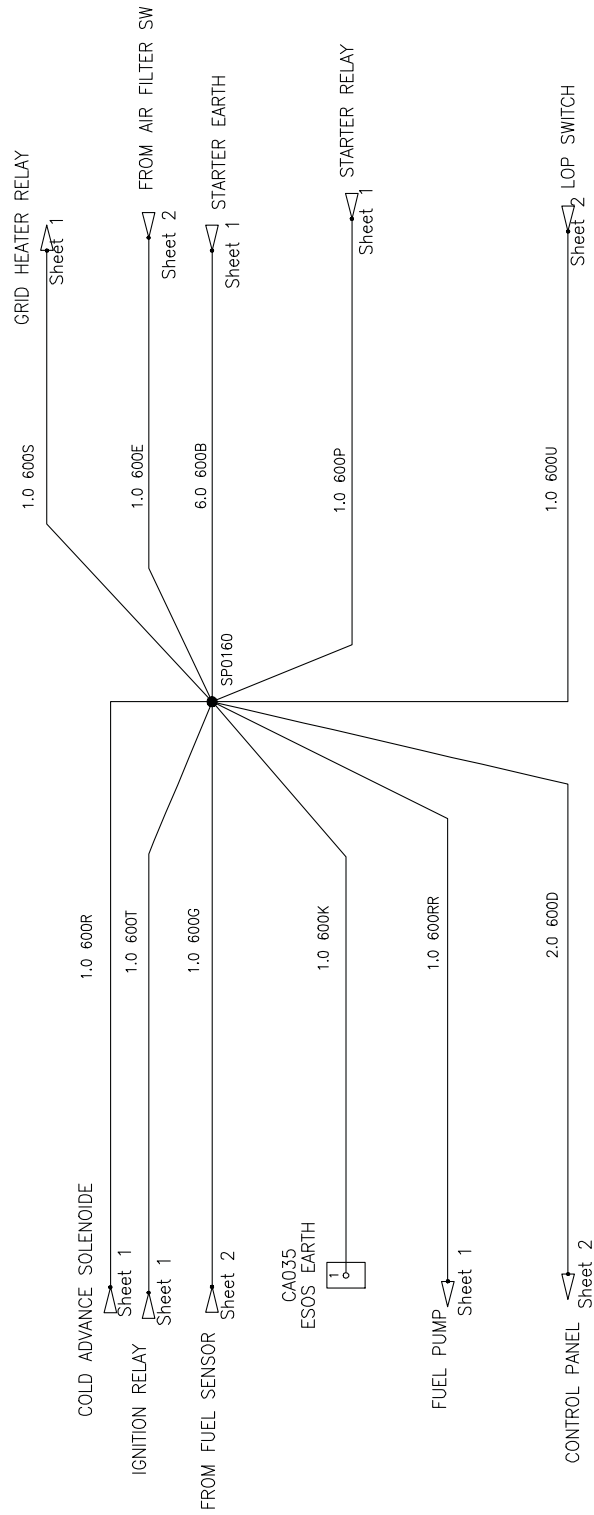 GRID HEATER RELAY
Sheet 1
1.0 600S
FROM AIR FILTER SW
Sheet 2
1.0 600E
STARTER EARTH
Sheet 1
6.0 600B
STARTER RELAY
Sheet 1
1.0 600P
LOP SWITCH
Sheet 2
1.0 600U
SP0160
COLD ADVANCE SOLENOIDE
Sheet 1
1.0 600R
IGNITION RELAY
Sheet 1
1.0 600T
FROM FUEL SENSOR
Sheet 2
1.0 600G
CA035
ESOS EARTH
1
1.0 600K
FUEL PUMP
Sheet 1
1.0 600RR
CONTROL PANEL
Sheet 2
2.0 600D